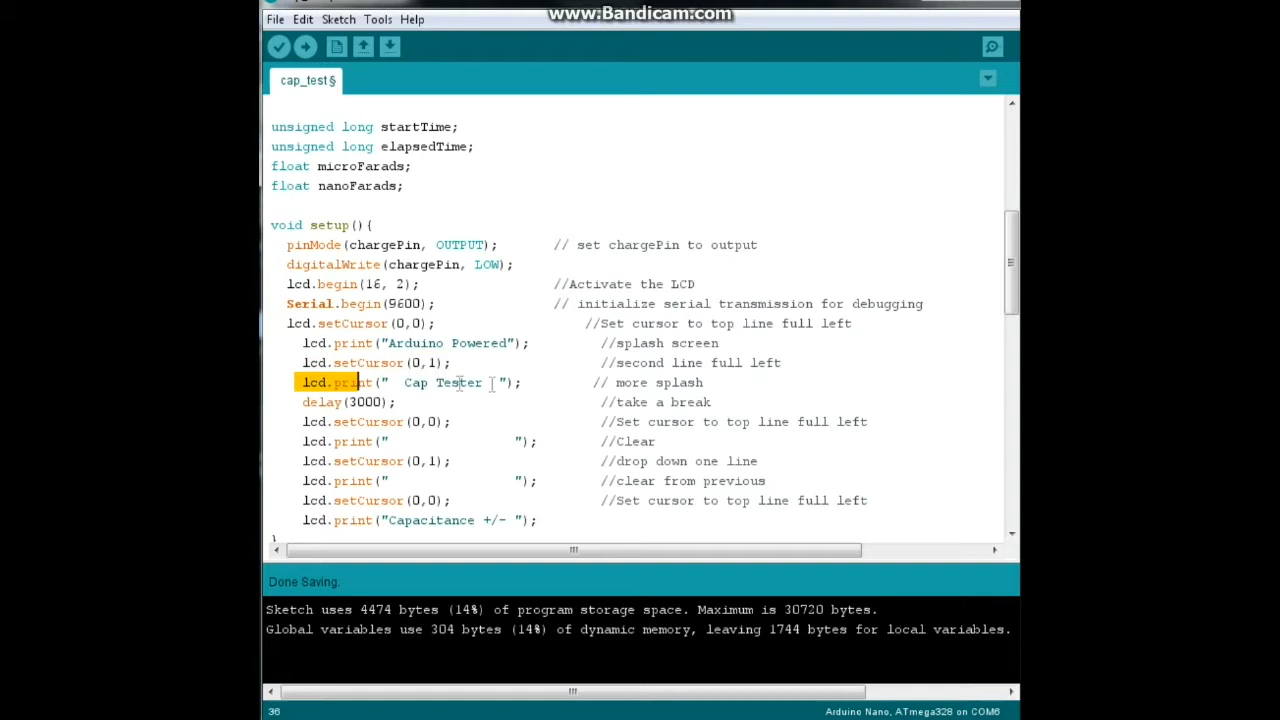 www.Bandicam.com
File Edit Sketch Tools Help
cap_test§
unsigned long startTime;
unsigned long elapsedTime;
float microFarads;
float nanoFarads;
void setup(){
pinMode(chargePin, OUTPUT); // set chargePin to output
digitalWrite(chargePin, LOW);
lcd.begin(16, 2); //Activate the LCD
Serial.begin(9600); // initialize serial transmission for debugging
lcd.setCursor(0,0); //Set cursor to top line full left
lcd.print("Arduino Powered"); //splash screen
lcd.setCursor(0,1); //second line full left
lcd.print("  Cap Tester  "); // more splash
delay(3000); //take a break
lcd.setCursor(0,0); //Set cursor to top line full left
lcd.print("                "); //Clear
lcd.setCursor(0,1); //drop down one line
lcd.print("                "); //clear from previous
lcd.setCursor(0,0); //Set cursor to top line full left
lcd.print("Capacitance +/- ");
}
Done Saving.
Sketch uses 4474 bytes (14%) of program storage space. Maximum is 30720 bytes.
Global variables use 304 bytes (14%) of dynamic memory, leaving 1744 bytes for local variables.
36 Arduino Nano, ATmega328 on COM6